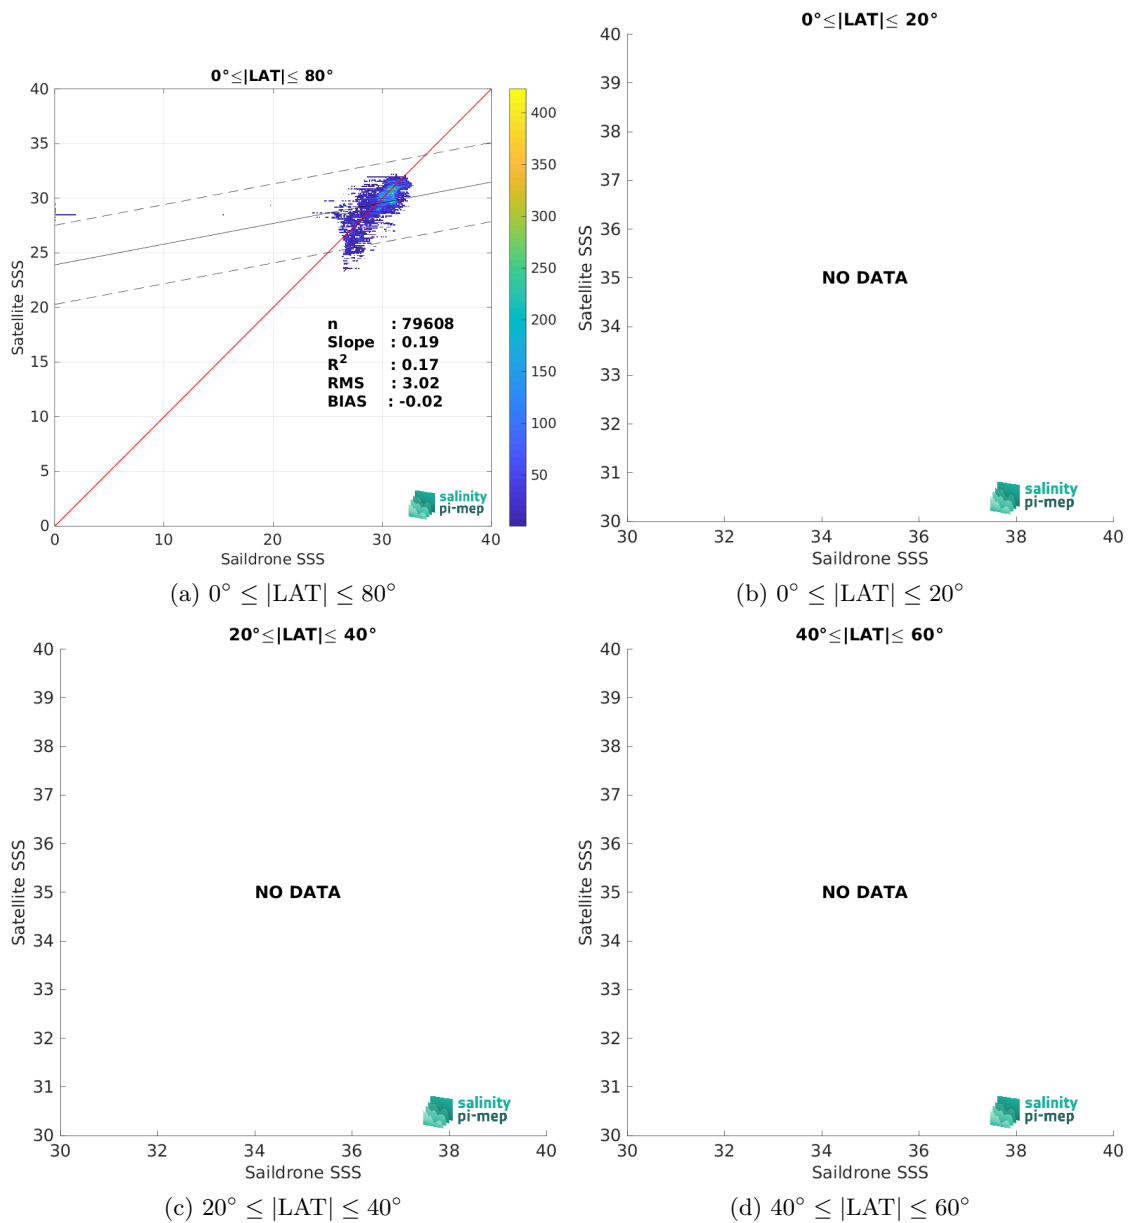 0°≤|LAT|≤ 80°
40
35
30
25
20
15
10
5
0
0 10 20 30 40
Satellite SSS
Saildrone SSS
n : 79608
Slope : 0.19
R² : 0.17
RMS : 3.02
BIAS : -0.02
400
350
300
250
200
150
100
50
salinity
pi-mep
(a) 0° ≤ |LAT| ≤ 80°
0°≤|LAT|≤ 20°
40
39
38
37
36
35
34
33
32
31
30
30 32 34 36 38 40
Satellite SSS
Saildrone SSS
NO DATA
salinity
pi-mep
(b) 0° ≤ |LAT| ≤ 20°
20°≤|LAT|≤ 40°
40
39
38
37
36
35
34
33
32
31
30
30 32 34 36 38 40
Satellite SSS
Saildrone SSS
NO DATA
salinity
pi-mep
(c) 20° ≤ |LAT| ≤ 40°
40°≤|LAT|≤ 60°
40
39
38
37
36
35
34
33
32
31
30
30 32 34 36 38 40
Satellite SSS
Saildrone SSS
NO DATA
salinity
pi-mep
(d) 40° ≤ |LAT| ≤ 60°